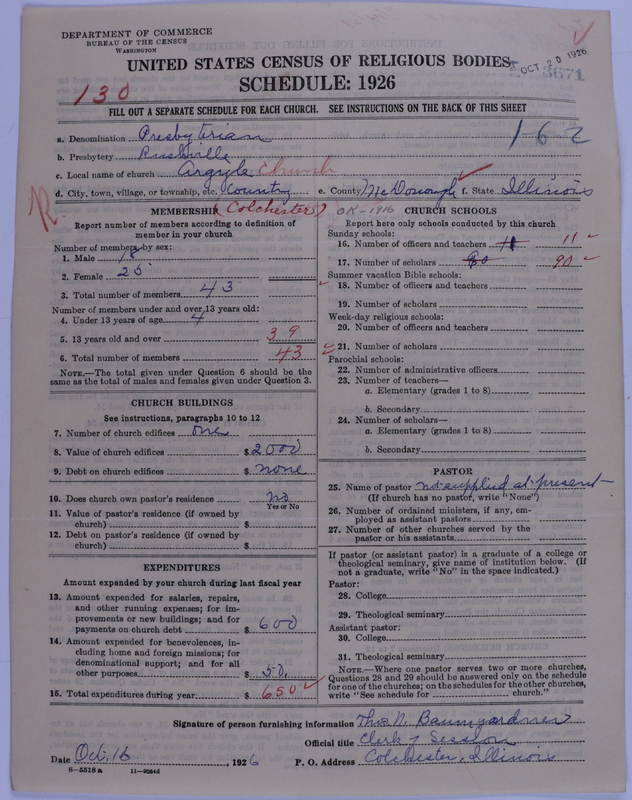 DEPARTMENT OF COMMERCE
BUREAU OF THE CENSUS
WASHINGTON
OCT 20 1926
3671
UNITED STATES CENSUS OF RELIGIOUS BODIES
SCHEDULE: 1926
130
FILL OUT A SEPARATE SCHEDULE FOR EACH CHURCH. SEE INSTRUCTIONS ON THE BACK OF THIS SHEET
a. Denomination Presbyterian
162
b. Presbytery Rushville
c. Local name of church Argyle Church
d. City, town, village, or township, etc. Country e. County McDonough f. State Illinois
R.
MEMBERSHIP (Colchester)
Report number of members according to definition of
member in your church
Number of members by sex:
1. Male 18
2. Female 25
3. Total number of members 43
Number of members under and over 13 years old:
4. Under 13 years of age 4
5. 13 years old and over 39
6. Total number of members 43
NOTE.—The total given under Question 6 should be
same as the total of males and females given under Question 3.
CHURCH BUILDINGS
See instructions, paragraphs 10 to 12
7. Number of church edifices one
8. Value of church edifices $ 2000
9. Debt on church edifices $ none
10. Does church own pastor's residence no
Yes or No
11. Value of pastor's residence (if owned by
church) $
12. Debt on pastor's residence (if owned by
church) $
EXPENDITURES
Amount expended by your church during last fiscal year
13. Amount expended for salaries, repairs,
and other running expenses; for im-
provements or new buildings; and for
payments on church debt $ 600
14. Amount expended for benevolences, in-
cluding home and foreign missions; for
denominational support; and for all
other purposes $ 50.
15. Total expenditures during year $ 650
OK-1916 CHURCH SCHOOLS
Report here only schools conducted by this church
Sunday schools:
16. Number of officers and teachers 11 11
17. Number of scholars 90 90
Summer vacation Bible schools:
18. Number of officers and teachers
19. Number of scholars
Week-day religious schools:
20. Number of officers and teachers
21. Number of scholars
Parochial schools:
22. Number of administrative officers
23. Number of teachers—
a. Elementary (grades 1 to 8)
b. Secondary
24. Number of scholars—
a. Elementary (grades 1 to 8)
b. Secondary
PASTOR
25. Name of pastor not supplied at present
(If church has no pastor, write "None")
26. Number of ordained ministers, if any, em-
ployed as assistant pastors
27. Number of other churches served by the
pastor or his assistants
If pastor (or assistant pastor) is a graduate of a college or
theological seminary, give name of institution below. (If
not a graduate, write "No" in the space indicated.)
Pastor:
28. College
29. Theological seminary
Assistant pastor:
30. College
31. Theological seminary
NOTE.—Where one pastor serves two or more churches,
Questions 28 and 29 should be answered only on the schedule
for one of the churches; on the schedules for the other churches,
write "See schedule for church."
Signature of person furnishing information Thos N. Baumgardner
Official title Clerk of Session
Date Oct. 16, 1926 P. O. Address Colchester, Illinois
8—5518 a 11—9084d